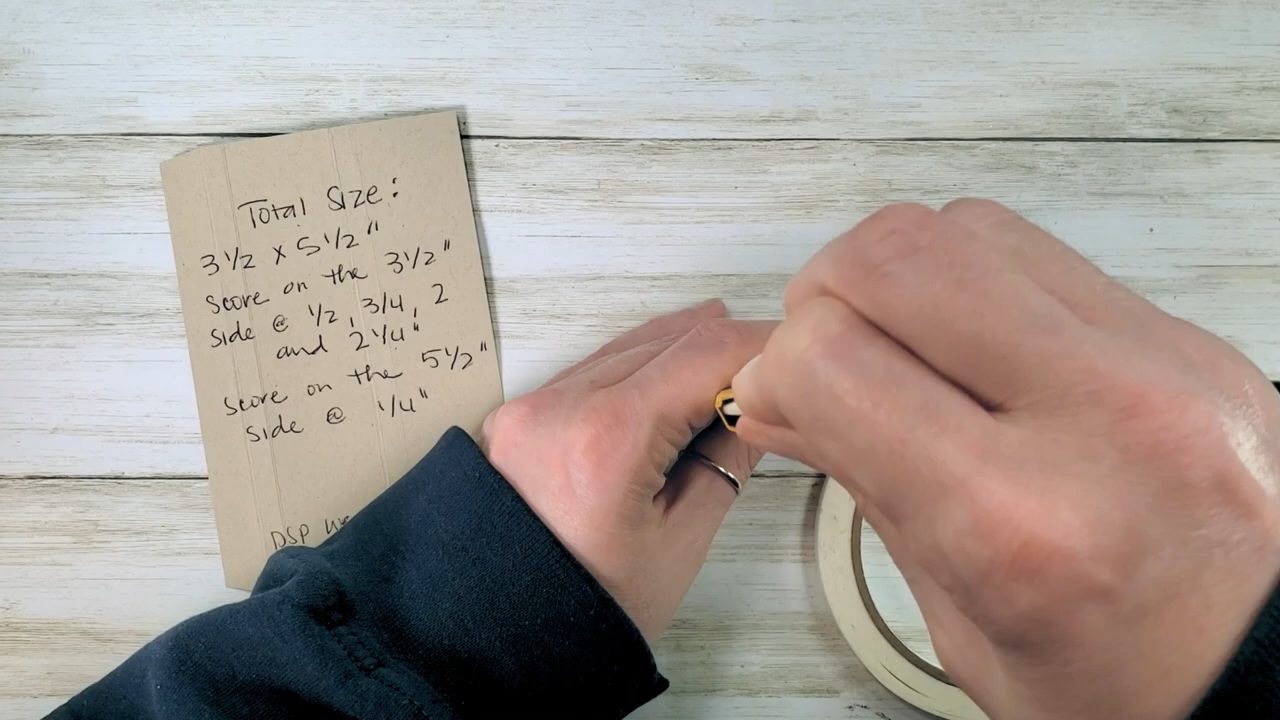 Total Size:
3 1/2 x 5 1/2"
score on the 3 1/2"
side @ 1/2, 3/4, 2
and 2 1/4"
score on the 5 1/2"
side @ 1/4"
DSP